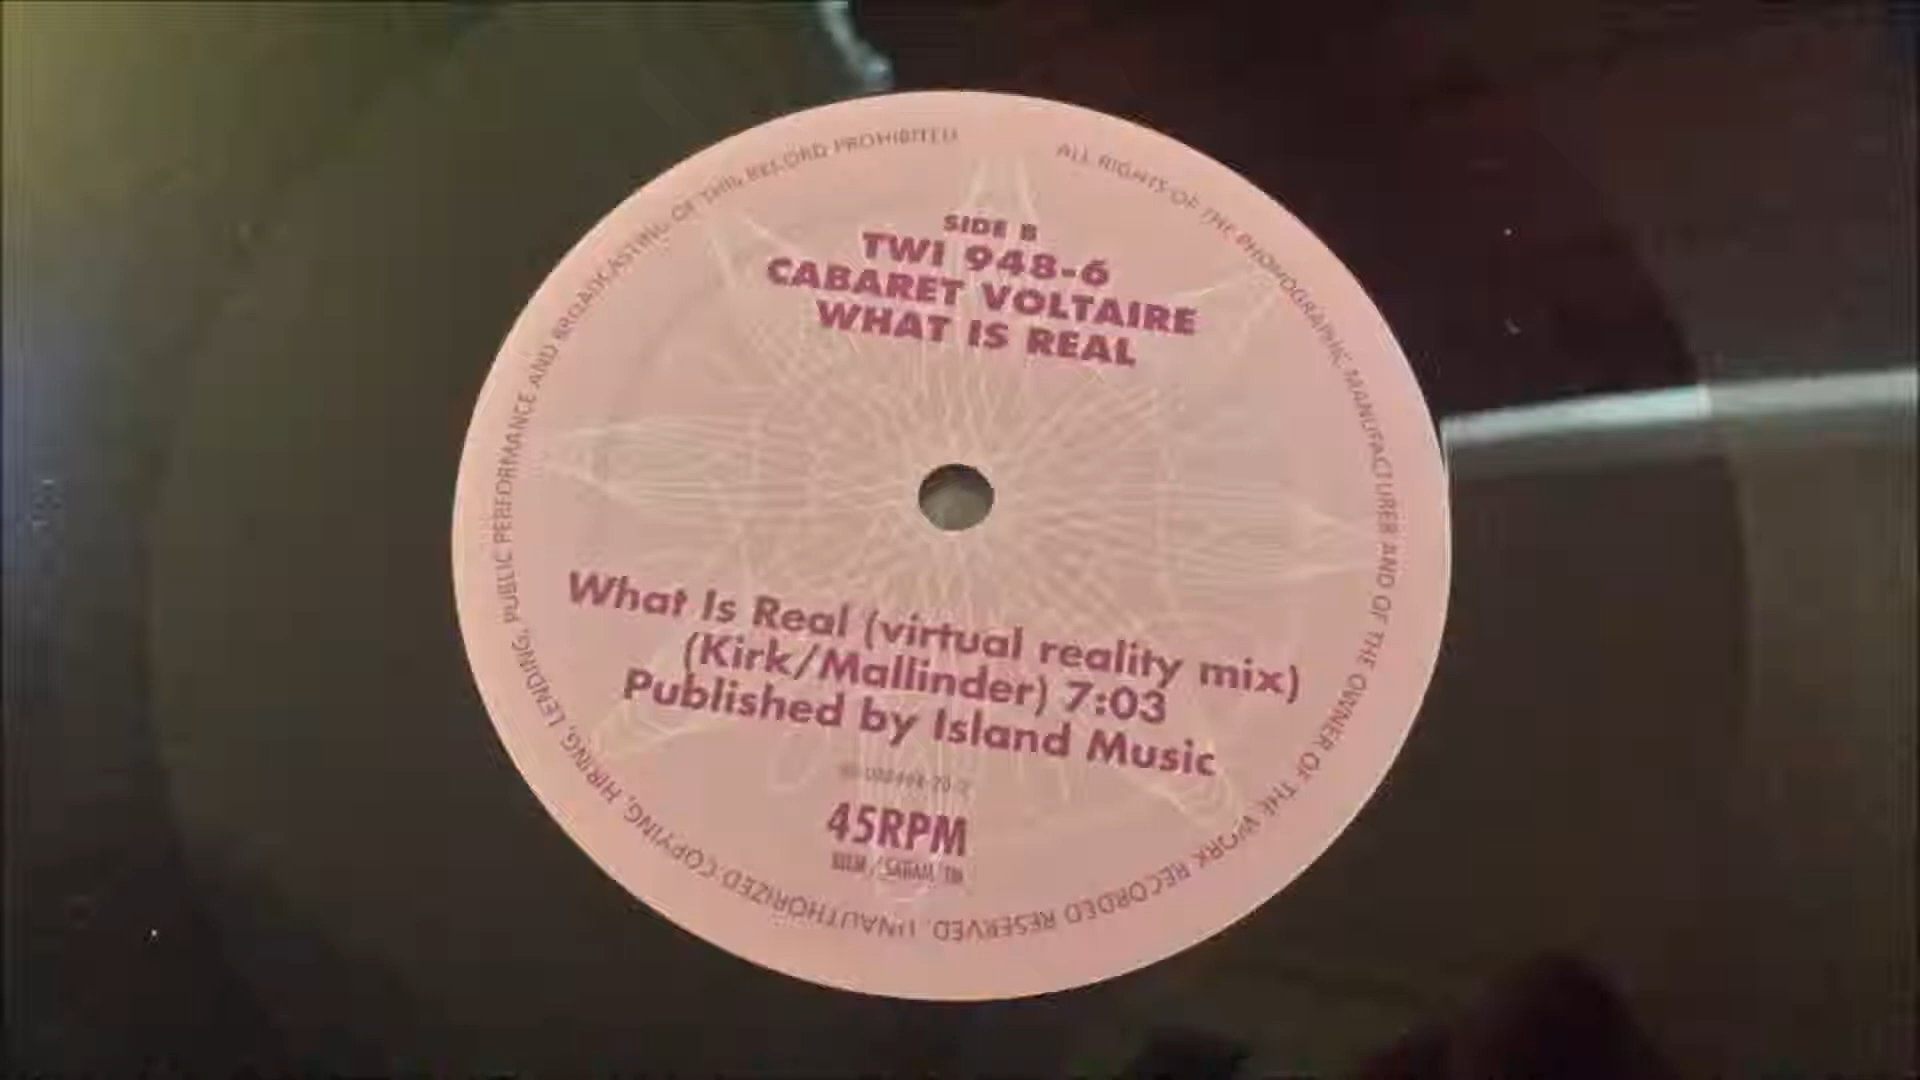 SIDE B
TWI 948-6
CABARET VOLTAIRE
WHAT IS REAL
What Is Real (virtual reality mix)
(Kirk/Mallinder) 7:03
Published by Island Music
45RPM
ALL RIGHTS OF THE PHONOGRAPHIC MANUFACTURER AND OF THE OWNER OF THE WORK RECORDED RESERVED. UNAUTHORIZED COPYING, HIRING, LENDING, PUBLIC PERFORMANCE AND BROADCASTING OF THIS RECORD PROHIBITED